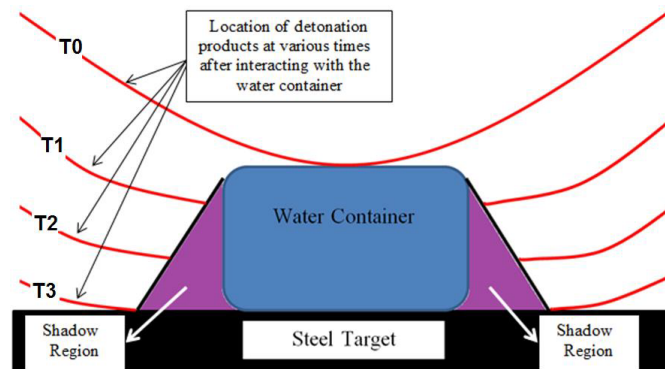 T0
Location of detonation
products at various times
after interacting with the
water container
T1
T2
T3
Water Container
Shadow
Region
Steel Target
Shadow
Region